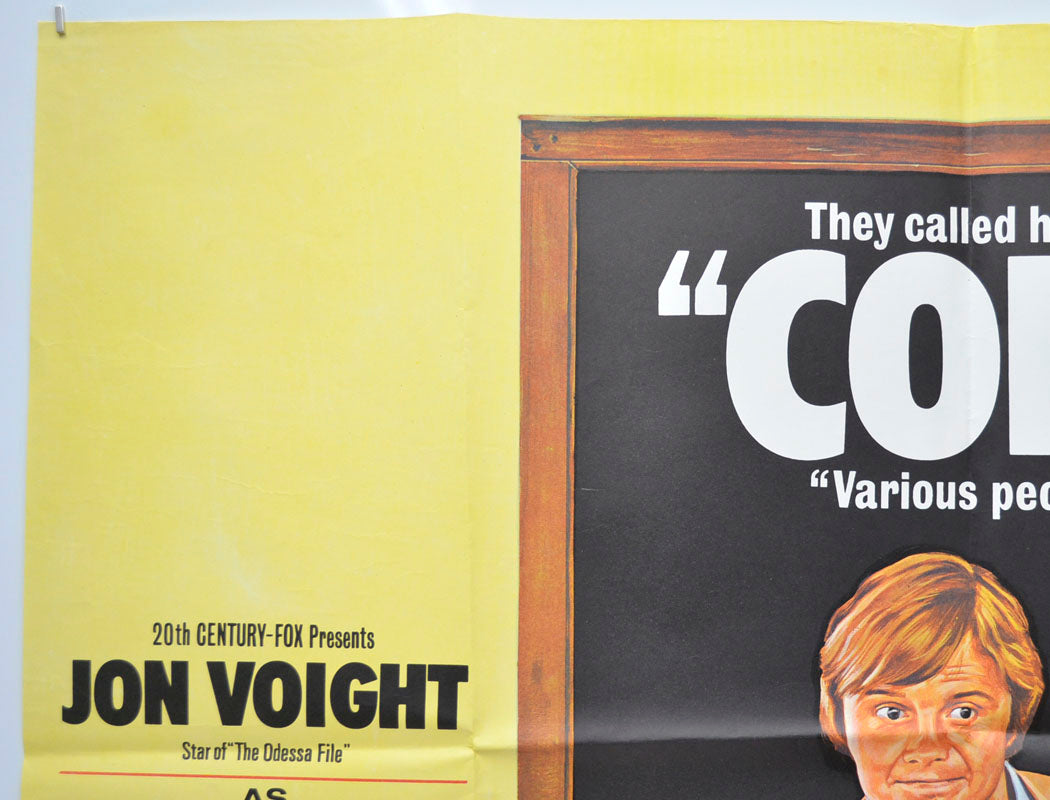 They called h
“CO
“Various peo
20th CENTURY-FOX Presents
JON VOIGHT
Star of “The Odessa File”
AS